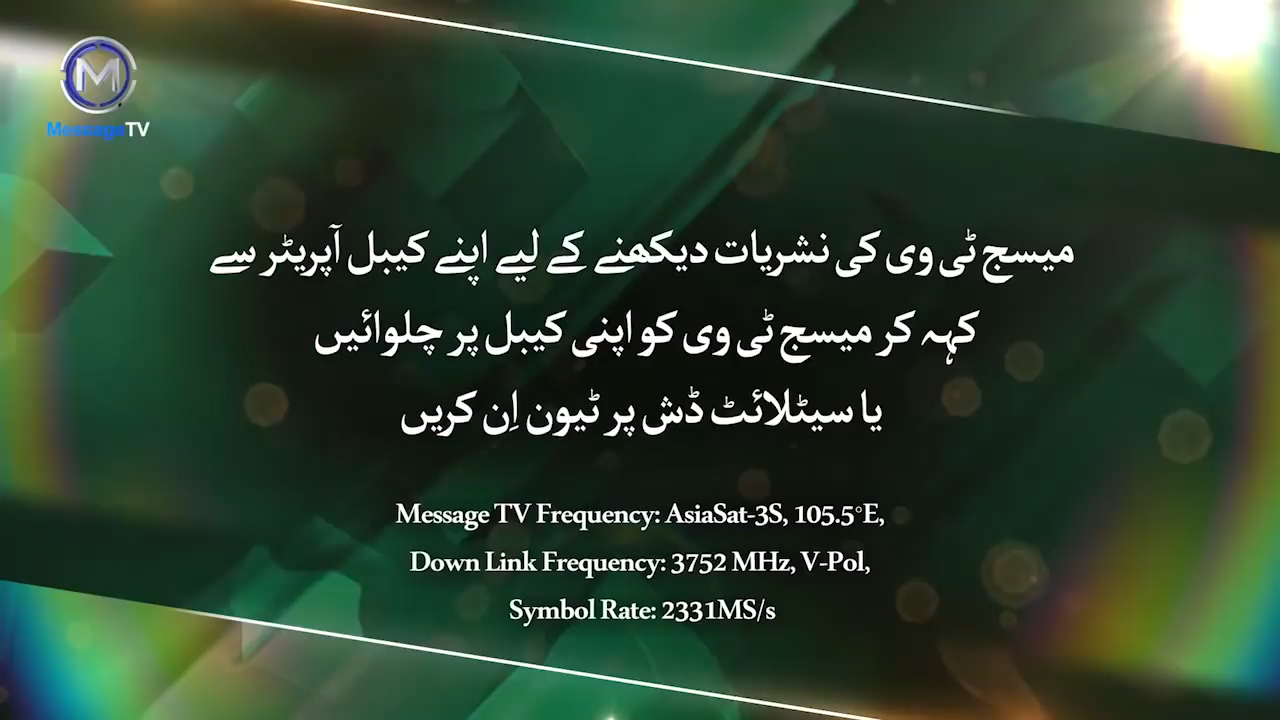 M
MessageTV
میسج ٹی وی کی نشریات دیکھنے کے لیے اپنے کیبل آپریٹر سے
کہہ کر میسج ٹی وی کو اپنی کیبل پر چلوائیں
یا سیٹلائٹ ڈش پر ٹیون اِن کریں
Message TV Frequency: AsiaSat-3S, 105.5°E,
Down Link Frequency: 3752 MHz, V-Pol,
Symbol Rate: 2331MS/s